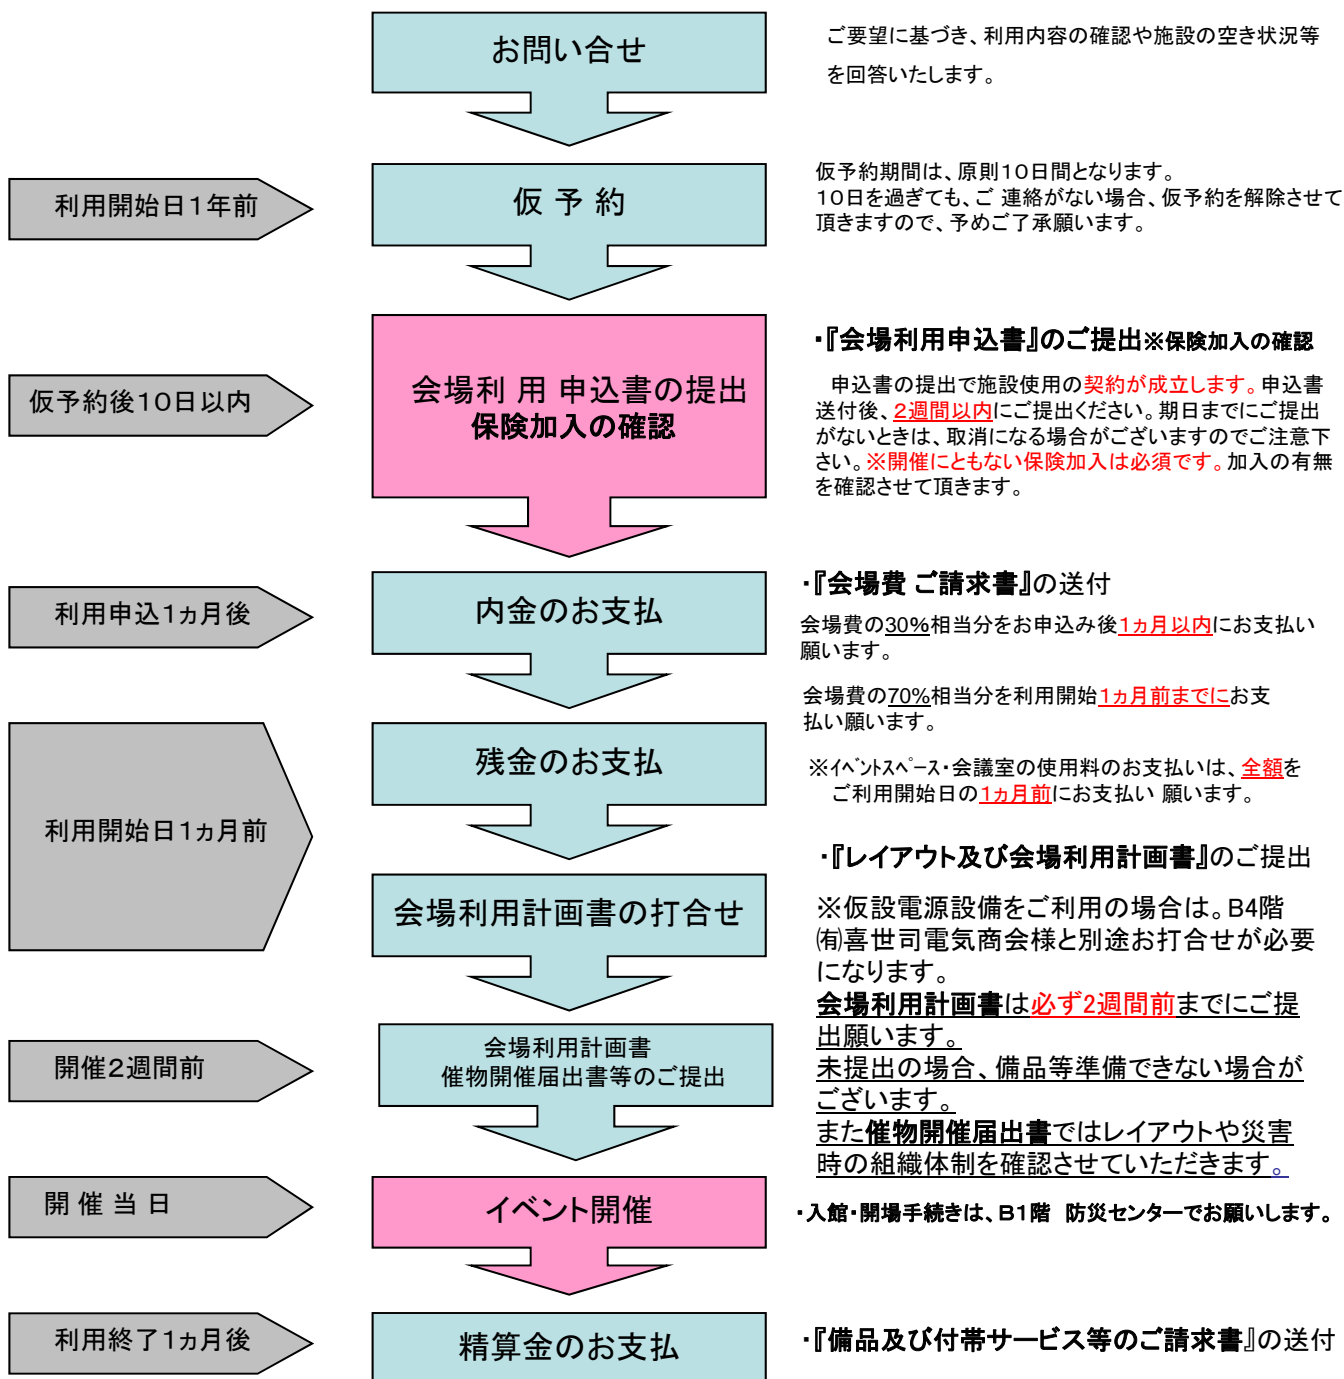 お問い合せ
ご要望に基づき、利用内容の確認や施設の空き状況等
を回答いたします。
利用開始日１年前
仮 予 約
仮予約期間は、原則１０日間となります。
１０日を過ぎても、ご 連絡がない場合、仮予約を解除させて
頂きますので、予めご了承願います。
仮予約後１０日以内
会場利 用 申込書の提出
保険加入の確認
・『会場利用申込書』のご提出※保険加入の確認
申込書の提出で施設使用の契約が成立します。申込書
送付後、２週間以内にご提出ください。期日までにご提出
がないときは、取消になる場合がございますのでご注意下
さい。※開催にともない保険加入は必須です。加入の有無
を確認させて頂きます。
利用申込１ヵ月後
内金のお支払
・『会場費 ご請求書』の送付
会場費の30%相当分をお申込み後１ヵ月以内にお支払い
願います。
会場費の70%相当分を利用開始１ヵ月前までにお支
払い願います。
利用開始日１ヵ月前
残金のお支払
※ｲﾍﾞﾝﾄｽﾍﾟｰｽ・会議室の使用料のお支払いは、全額を
ご利用開始日の１ヵ月前にお支払い 願います。
会場利用計画書の打合せ
・『レイアウト及び会場利用計画書』のご提出
※仮設電源設備をご利用の場合は。B4階
㈲喜世司電気商会様と別途お打合せが必要
になります。
会場利用計画書は必ず2週間前までにご提
出願います。
未提出の場合、備品等準備できない場合が
ございます。
また催物開催届出書ではレイアウトや災害
時の組織体制を確認させていただきます。
開催２週間前
会場利用計画書
催物開催届出書等のご提出
開 催 当 日
イベント開催
・入館・開場手続きは、Ｂ１階　防災センターでお願いします。
利用終了１ヵ月後
精算金のお支払
・『備品及び付帯サービス等のご請求書』の送付